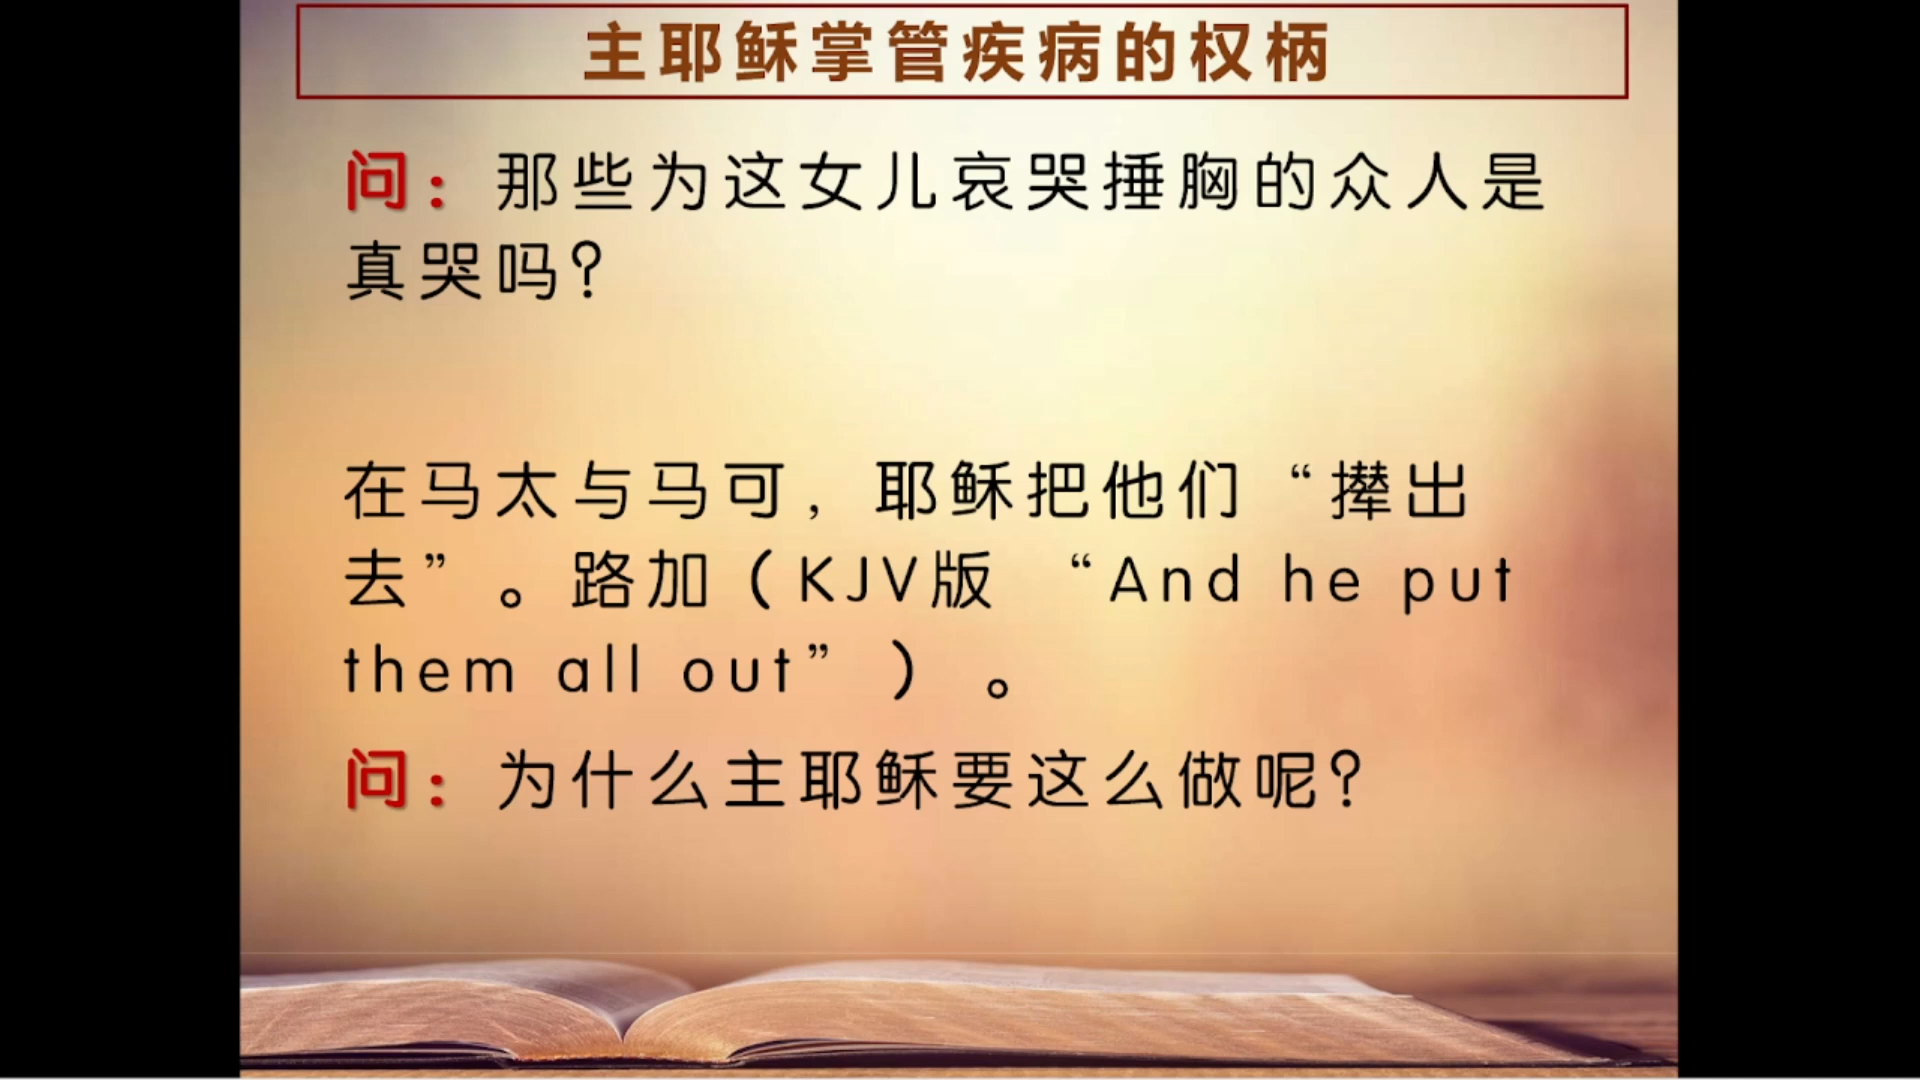 主耶稣掌管疾病的权柄
问：那些为这女儿哀哭捶胸的众人是
真哭吗？
在马太与马可，耶稣把他们“撵出
去”。路加（KJV版 “And he put
them all out”）。
问：为什么主耶稣要这么做呢？